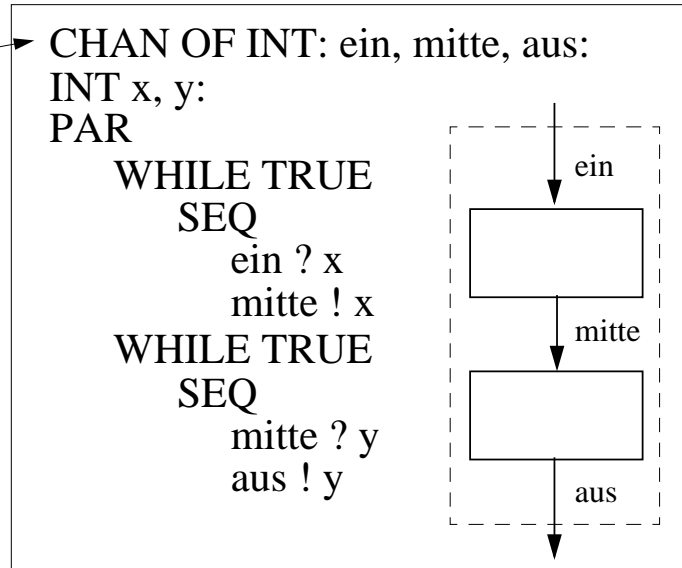 CHAN OF INT: ein, mitte, aus:
INT x, y:
PAR
WHILE TRUE
SEQ
ein ? x
mitte ! x
WHILE TRUE
SEQ
mitte ? y
aus ! y
ein
mitte
aus